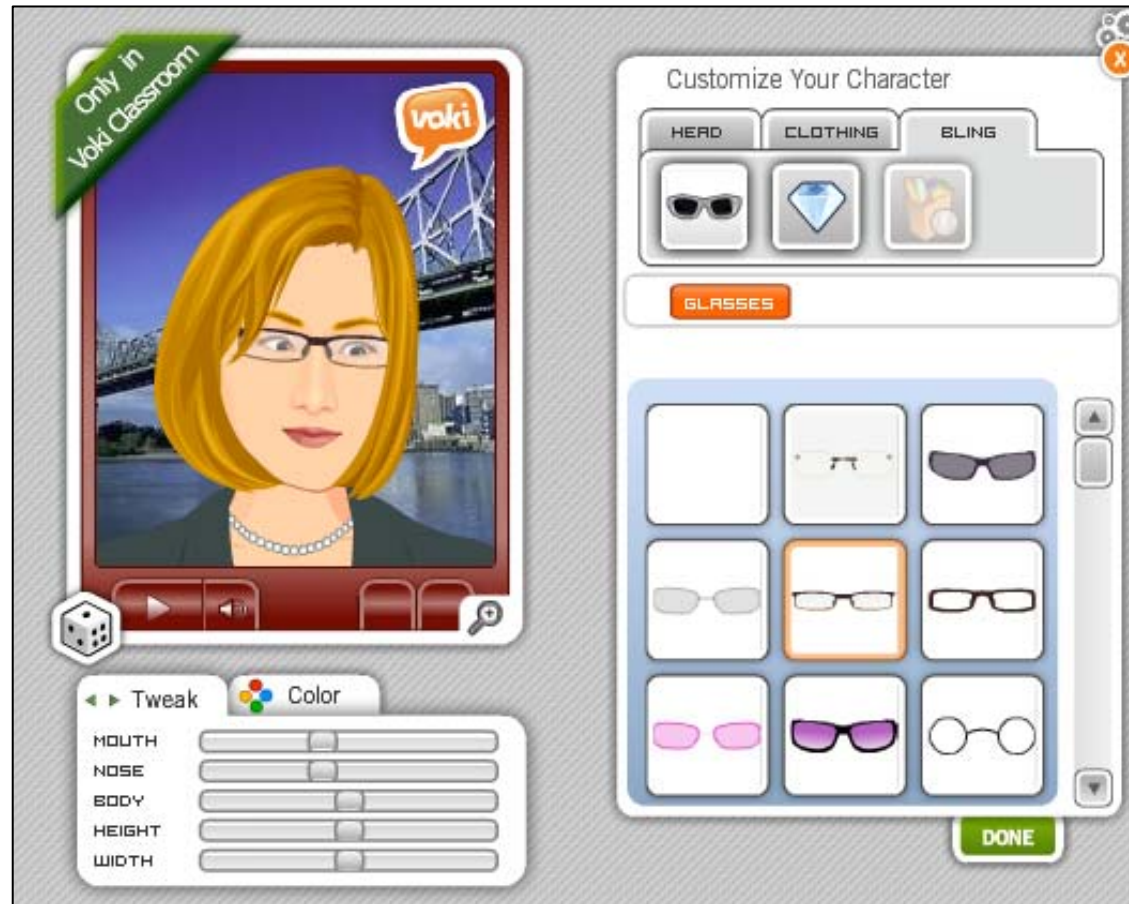 Only in
Voki Classroom
voki
Customize Your Character
X
HEAD
CLOTHING
BLING
GLASSES
Tweak
Color
MOUTH
NOSE
BODY
HEIGHT
WIDTH
DONE